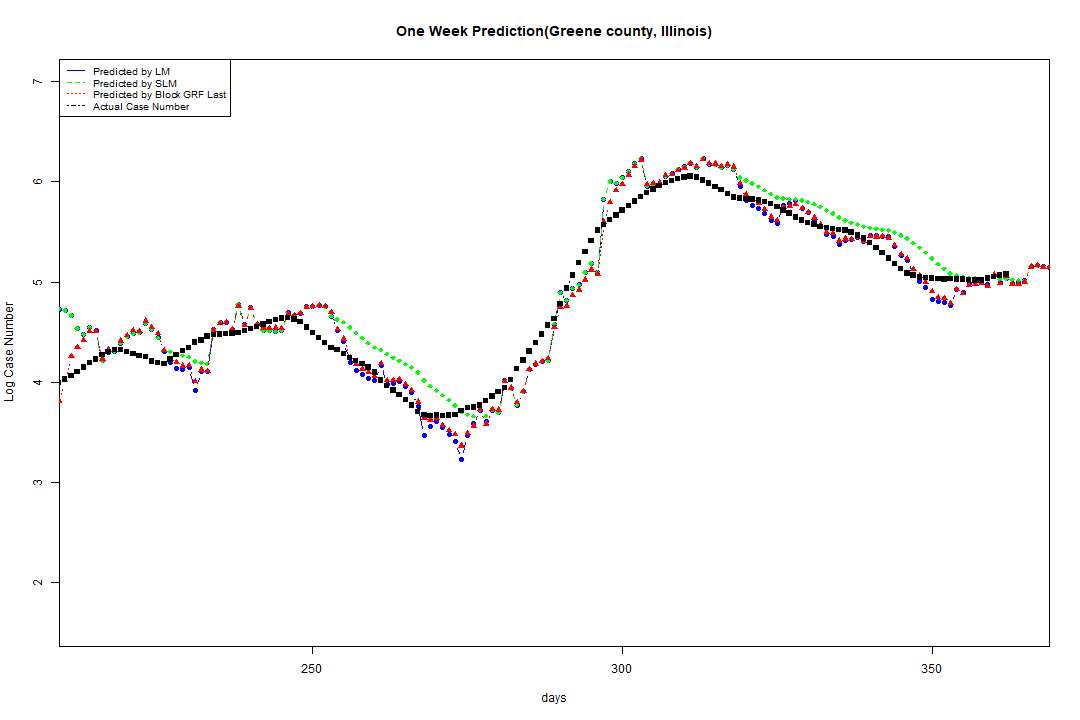 One Week Prediction(Greene county, Illinois)
Predicted by LM
Predicted by SLM
Predicted by Block GRF Last
Actual Case Number
7
6
5
4
3
2
Log Case Number
250 300 350
days